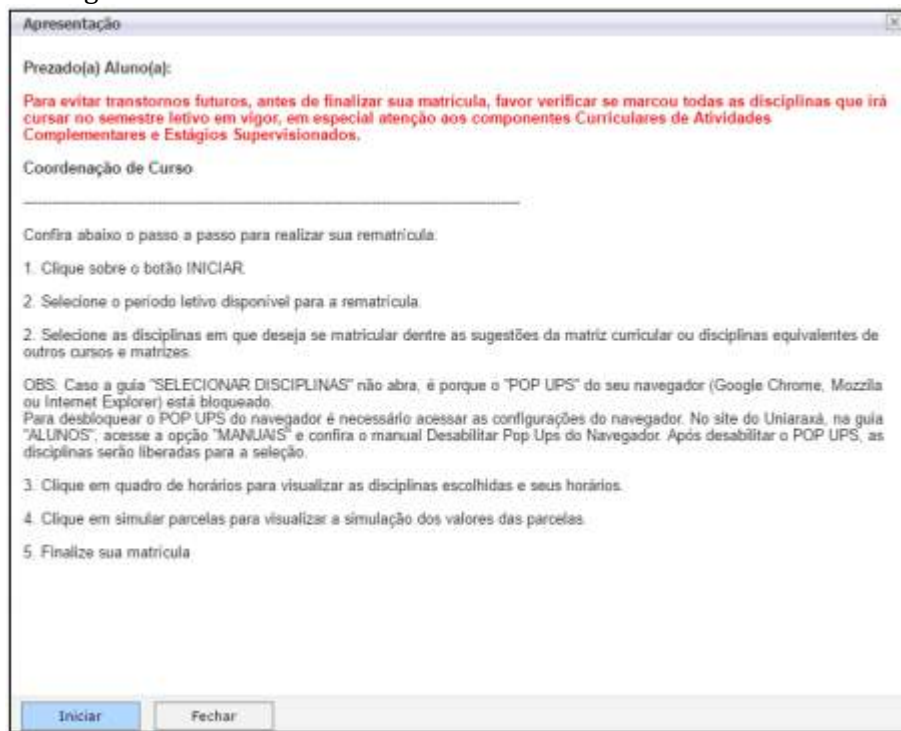 Apresentação
Prezado(a) Aluno(a):
Para evitar transtornos futuros, antes de finalizar sua matrícula, favor verificar se marcou todas as disciplinas que irá
cursar no semestre letivo em vigor, em especial atenção aos componentes Curriculares de Atividades
Complementares e Estágios Supervisionados.
Coordenação de Curso
--------------------------------------------------------------------------------
Confira abaixo o passo a passo para realizar sua rematrícula:
1. Clique sobre o botão INICIAR.
2. Selecione o período letivo disponível para a rematrícula.
2. Selecione as disciplinas em que deseja se matricular dentre as sugestões da matriz curricular ou disciplinas equivalentes de
outros cursos e matrizes.
OBS: Caso a guia "SELECIONAR DISCIPLINAS" não abra, é porque o "POP UPS" do seu navegador (Google Chrome, Mozzila
ou Internet Explorer) está bloqueado.
Para desbloquear o POP UPS do navegador é necessário acessar as configurações do navegador. No site do Uniaraxá, na guia
"ALUNOS", acesse a opção "MANUAIS" e confira o manual Desabilitar Pop Ups do Navegador. Após desabilitar o POP UPS, as
disciplinas serão liberadas para a seleção.
3. Clique em quadro de horários para visualizar as disciplinas escolhidas e seus horários.
4. Clique em simular parcelas para visualizar a simulação dos valores das parcelas.
5. Finalize sua matrícula
Iniciar
Fechar